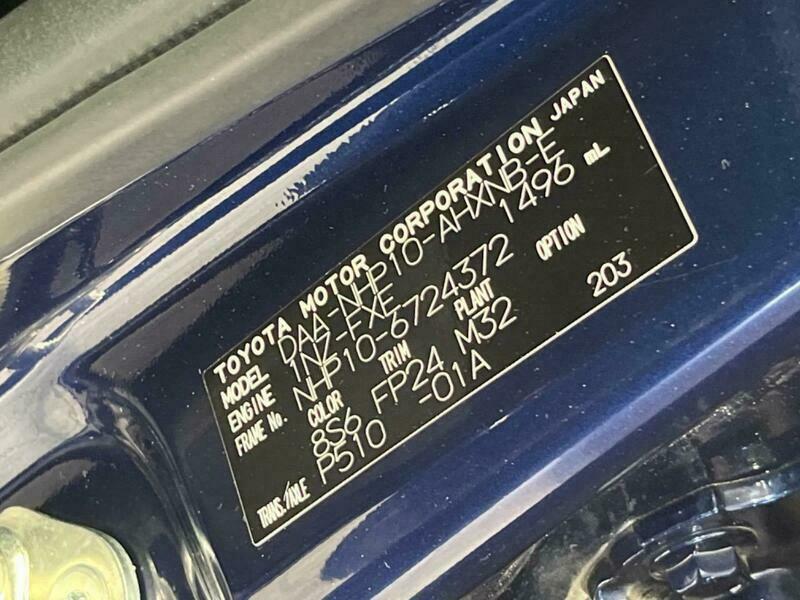 TOYOTA MOTOR CORPORATION JAPAN
MODEL DAA-NHP10-AHXNB-E
ENGINE 1NZ-FXE 1496 mL
FRAME No. NHP10-6724372
COLOR TRIM PLANT OPTION
8S6 FP24 M32 203
TRANS./AXLE P510 -01A